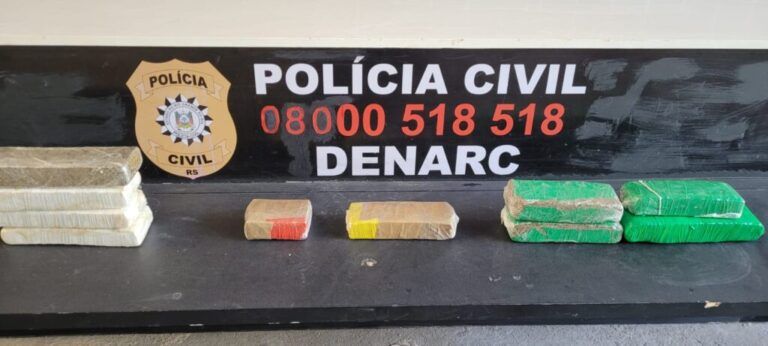 POLÍCIA
CIVIL
RS
POLÍCIA CIVIL
08000 518 518
DENARC